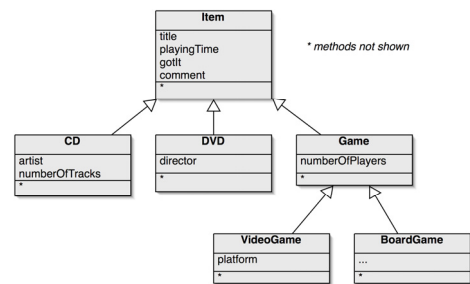 Item
title
playingTime
gotIt
comment
*
* methods not shown
CD
artist
numberOfTracks
*
DVD
director
*
Game
numberOfPlayers
*
VideoGame
platform
*
BoardGame
...
*